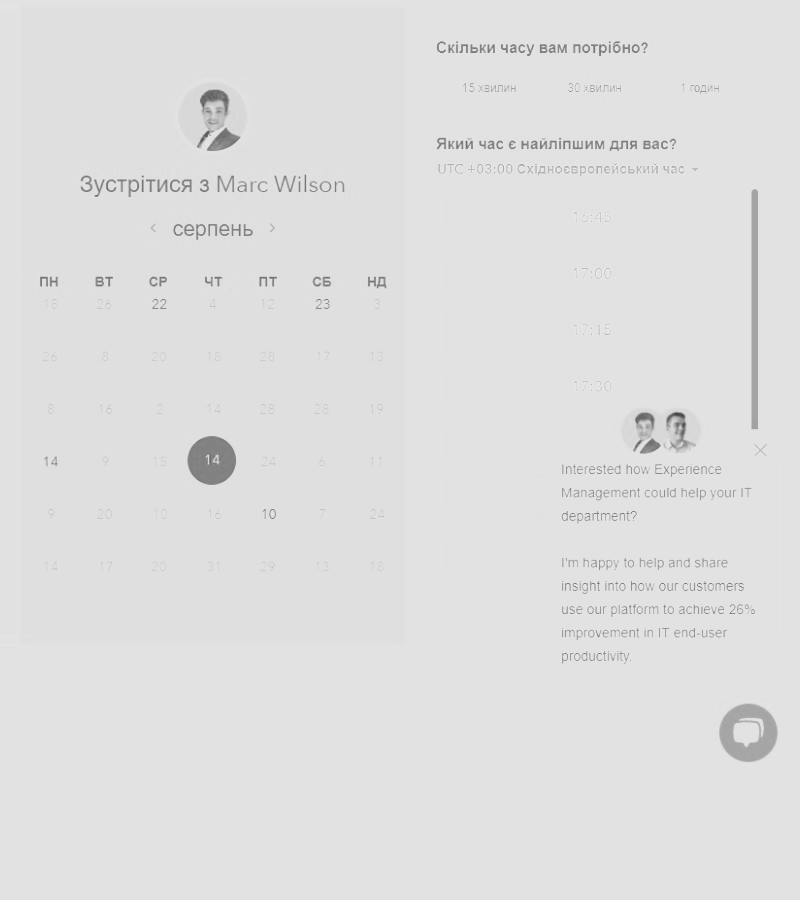 Зустрітися з Marc Wilson
серпень
ПН ВТ СР ЧТ ПТ СБ НД
18 26 22 4 12 23 3
26 8 20 18 28 17 13
8 16 2 14 28 28 19
14 9 15 14 24 6 11
9 20 10 16 10 7 24
14 17 20 31 29 13 18
Скільки часу вам потрібно?
15 хвилин 30 хвилин 1 годин
Який час є найліпшим для вас?
UTC +03:00 Східноєвропейський час
16:45
17:00
17:15
17:30
Interested how Experience
Management could help your IT
department?
I'm happy to help and share
insight into how our customers
use our platform to achieve 26%
improvement in IT end-user
productivity.